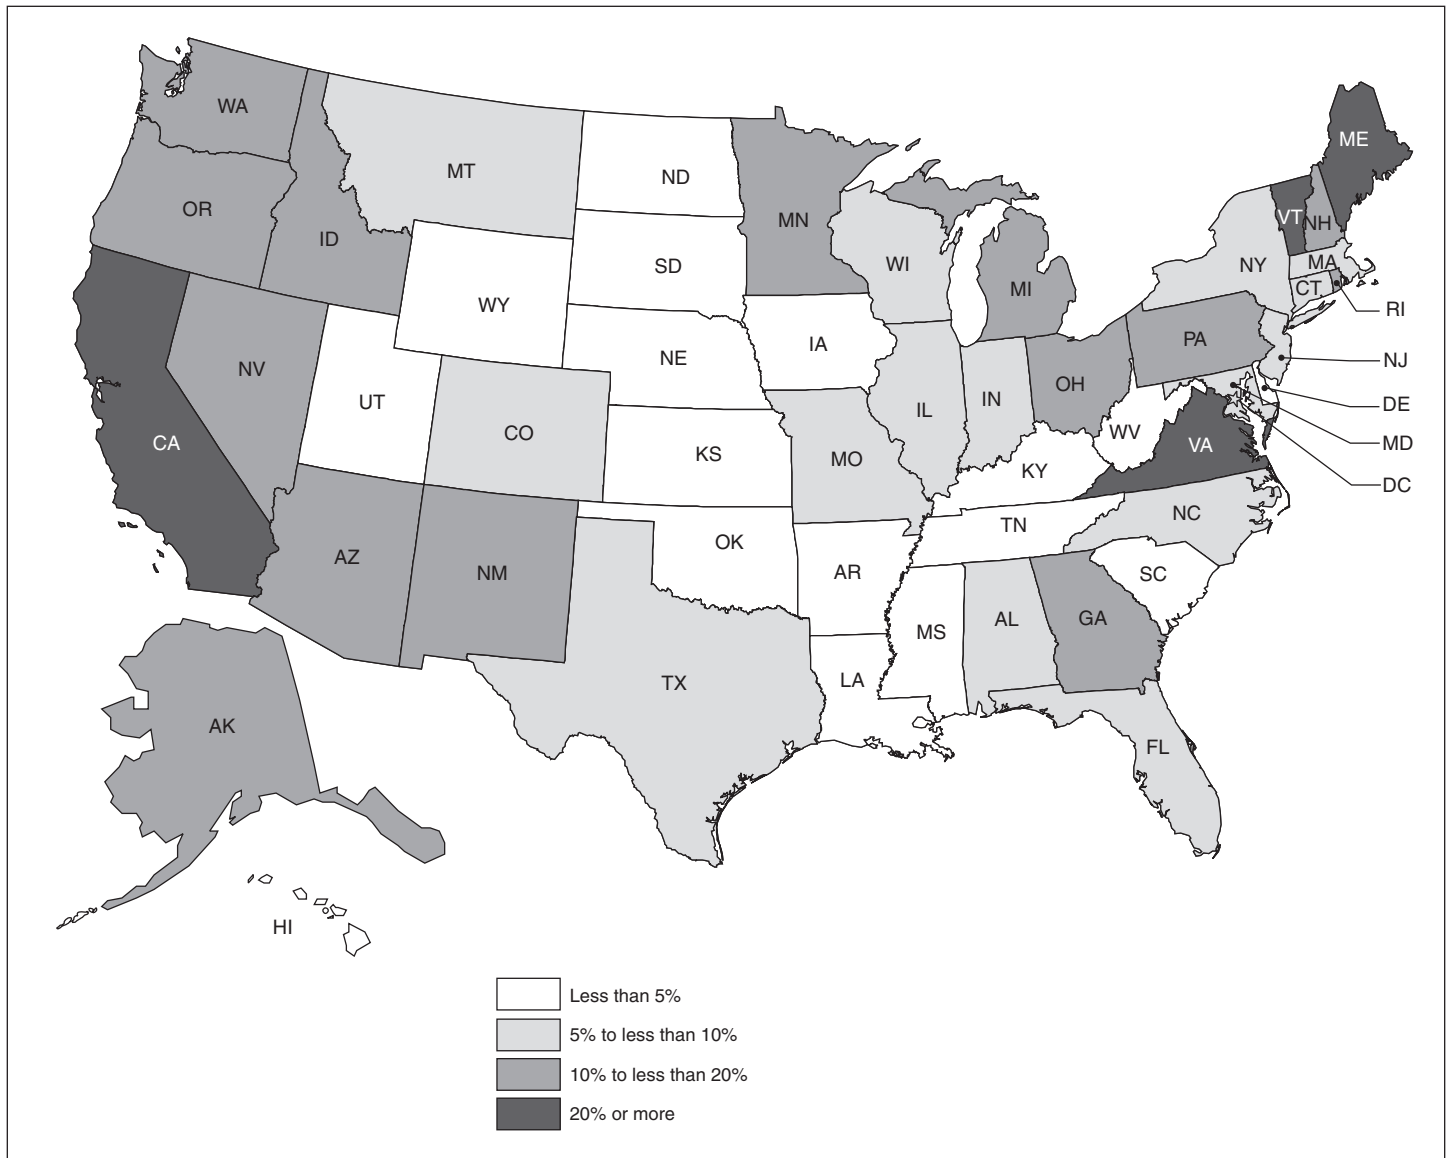 WA
ME
MT
ND
OR
MN
VT
NH
ID
SD
WI
NY
MA
CT
MI
WY
RI
IA
PA
NE
NJ
NV
OH
UT
IN
DE
IL
CO
WV
CA
VA
MD
KS
MO
KY
DC
NC
TN
OK
AZ
NM
AR
SC
AL
GA
MS
LA
TX
AK
FL
HI
Less than 5%
5% to less than 10%
10% to less than 20%
20% or more